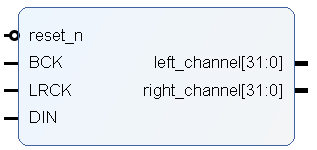 reset_n
BCK left_channel[31:0]
LRCK right_channel[31:0]
DIN